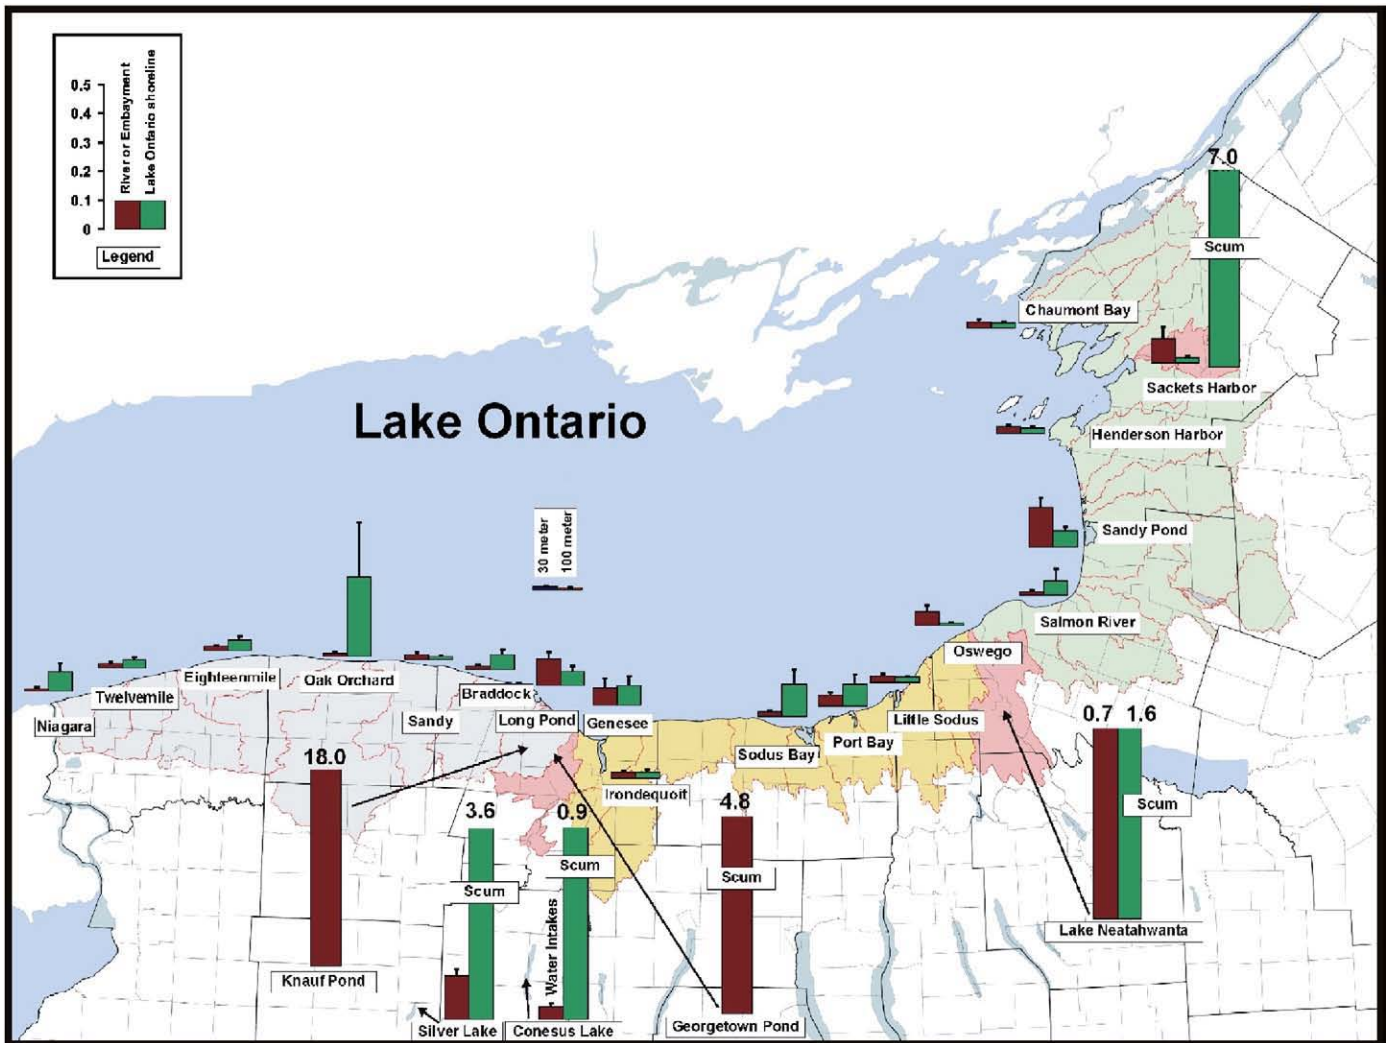 0.5
0.4
0.3
0.2
0.1
0
River or Embayment
Lake Ontario shoreline
Legend
7.0
Scum
Chaumont Bay
Sackets Harbor
Lake Ontario
Henderson Harbor
30 meter
100 meter
Sandy Pond
Salmon River
Oswego
Eighteenmile
Oak Orchard
Twelvemile
Braddock
Niagara
Sandy
Long Pond
Genesee
Little Sodus
Port Bay
Sodus Bay
0.7
1.6
18.0
Irondequoit
3.6
0.9
4.8
Scum
Scum
Scum
Scum
Water Intakes
Lake Neatahwanta
Knauf Pond
Silver Lake
Conesus Lake
Georgetown Pond